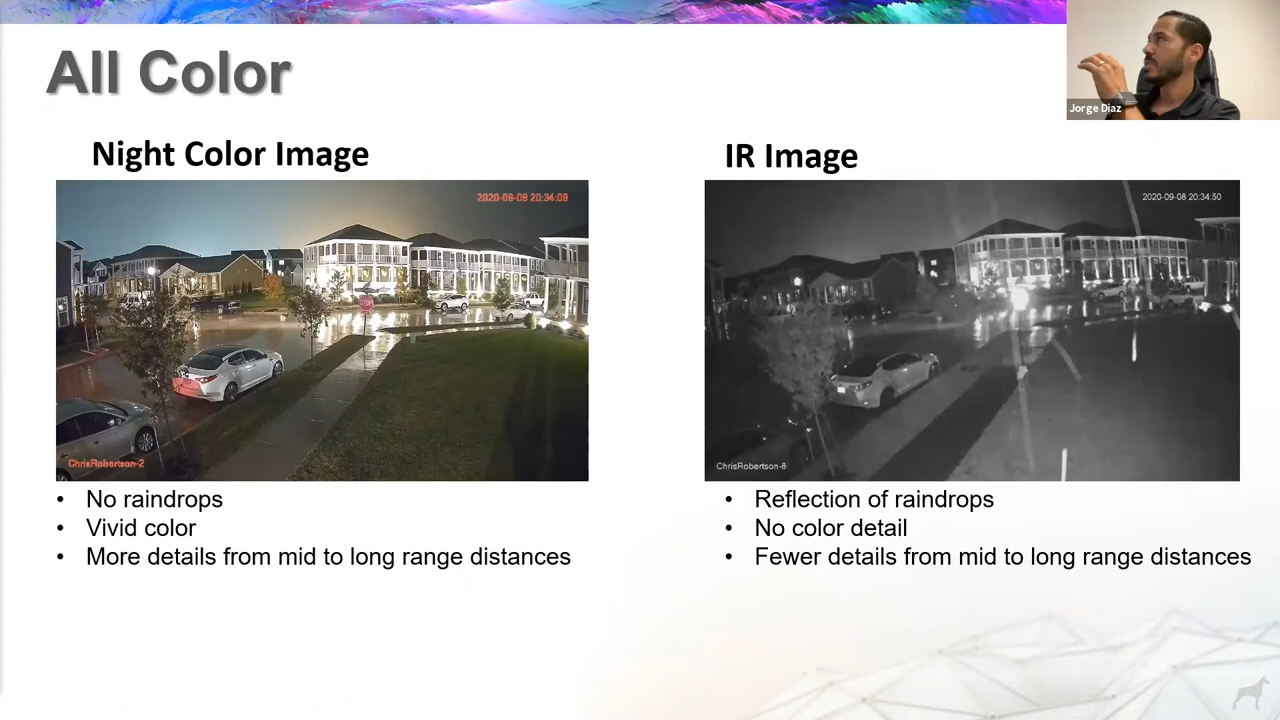 All Color
Jorge Diaz
Night Color Image
2020-09-08 20:34:09
STOP
ChrisRobertson-2
• No raindrops
• Vivid color
• More details from mid to long range distances
IR Image
2020-09-08 20:34:50
ChrisRobertson-8
• Reflection of raindrops
• No color detail
• Fewer details from mid to long range distances